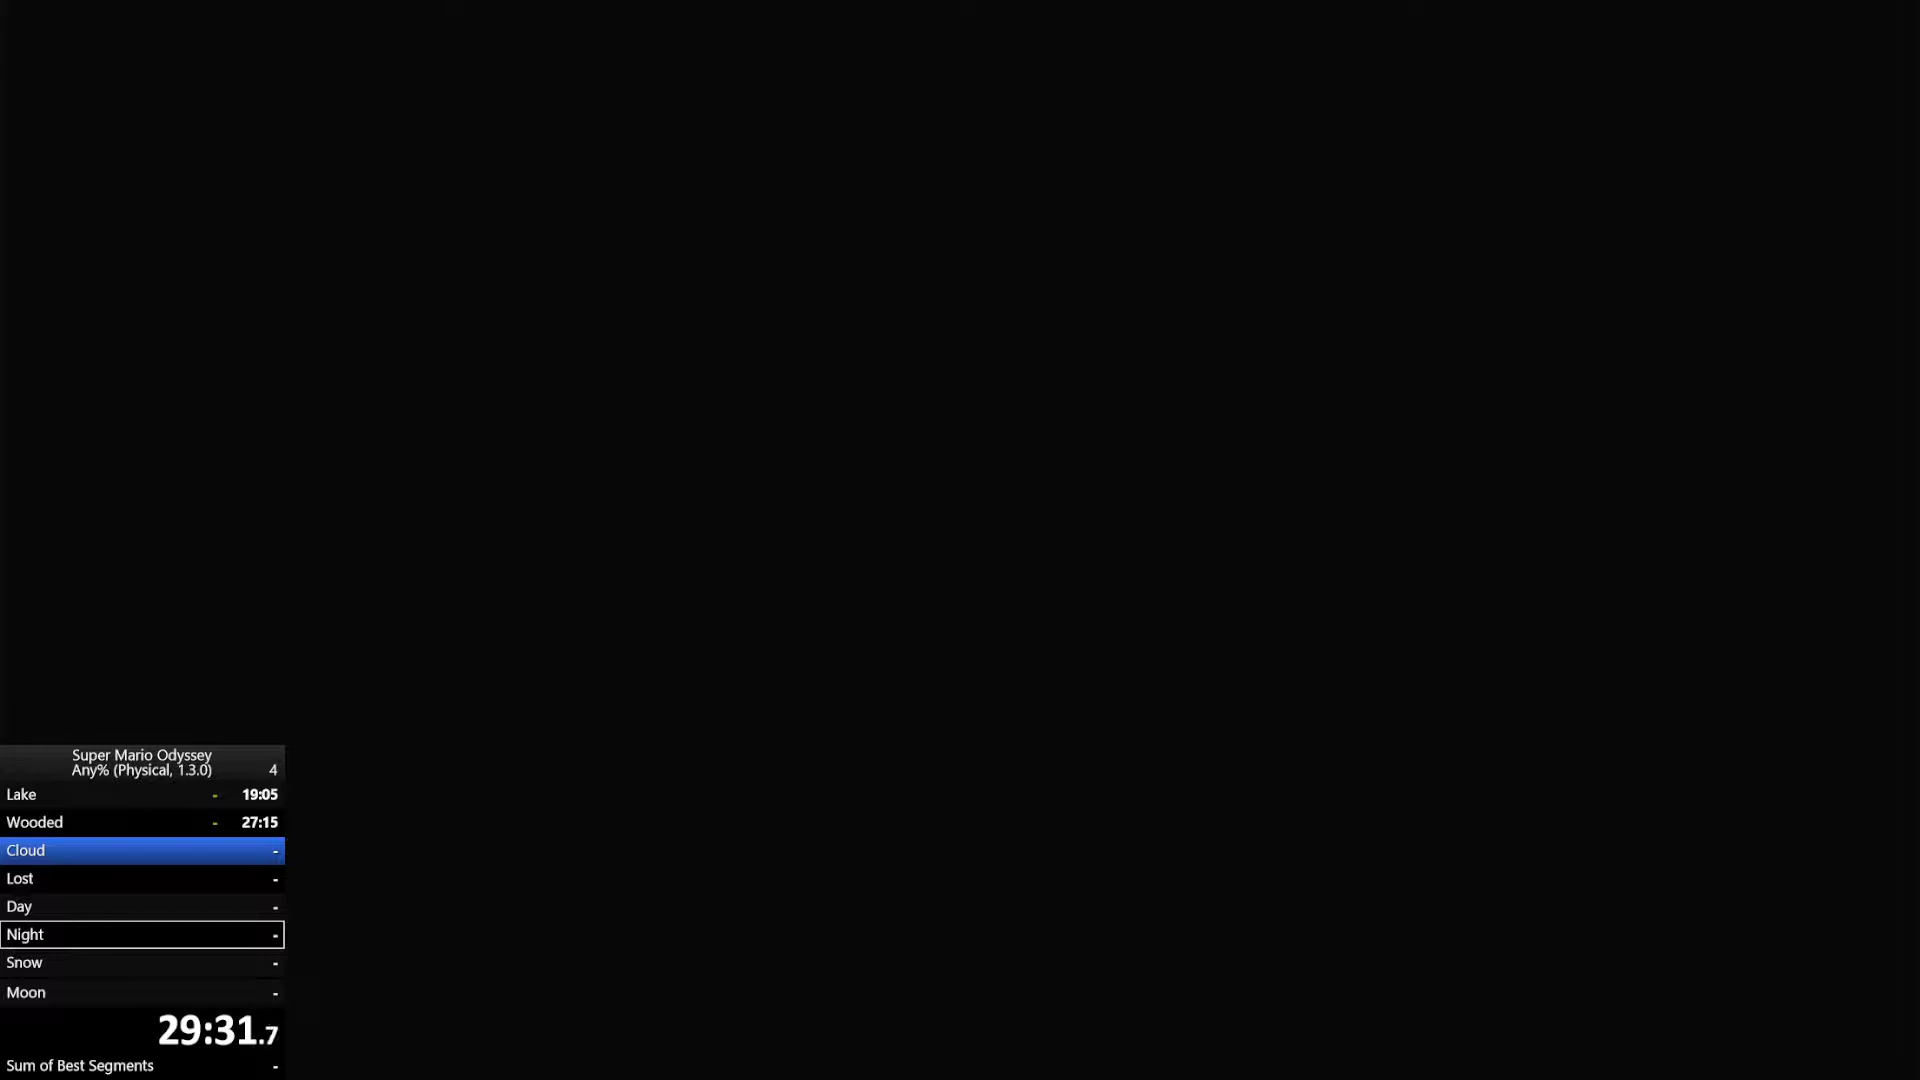 Super Mario Odyssey
Any% (Physical, 1.3.0) 4
Lake - 19:05
Wooded - 27:15
Cloud -
Lost -
Day -
Night -
Snow -
Moon -
29:31.7
Sum of Best Segments -